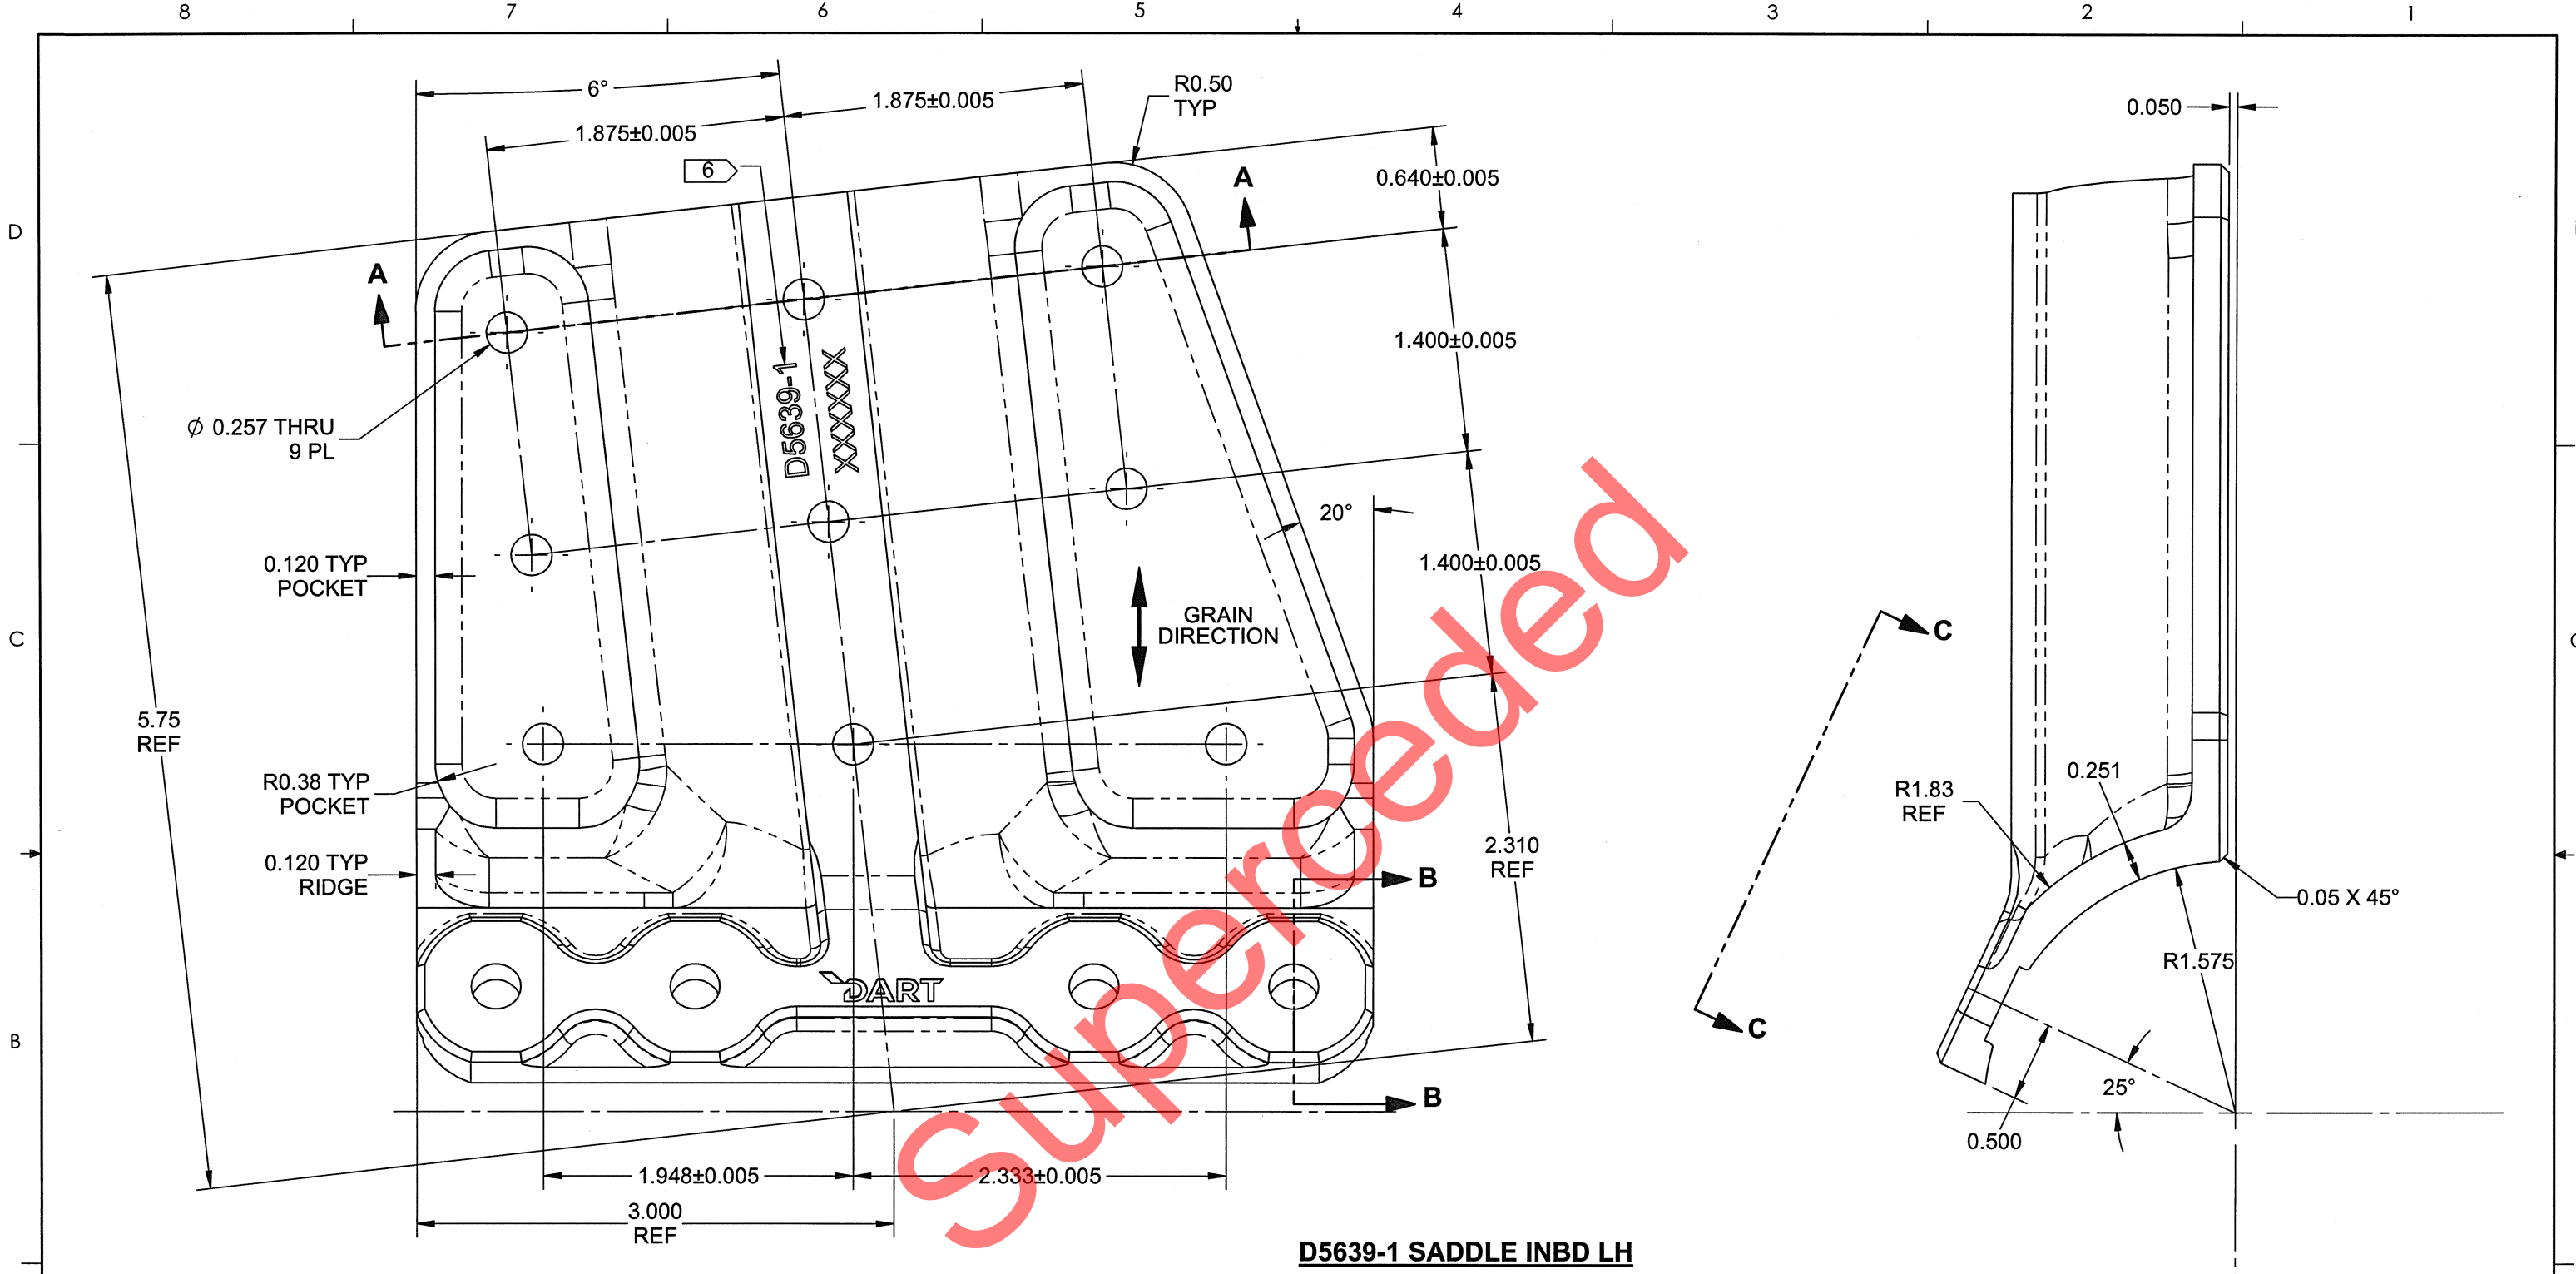 8 7 6 5 4 3 2 1
6°
1.875±0.005
R0.50
TYP
0.050
1.875±0.005
6
A
0.640±0.005
D
A
1.400±0.005
D5639-1
XXXXXX
Ø 0.257 THRU
9 PL
20°
0.120 TYP
POCKET
1.400±0.005
GRAIN
DIRECTION
C
C
5.75
REF
R0.38 TYP
POCKET
0.251
R1.83
REF
2.310
REF
0.120 TYP
RIDGE
B
0.05 X 45°
R1.575
DART
C
B
B
25°
0.500
1.948±0.005
2.333±0.005
3.000
REF
D5639-1 SADDLE INBD LH
Superceded